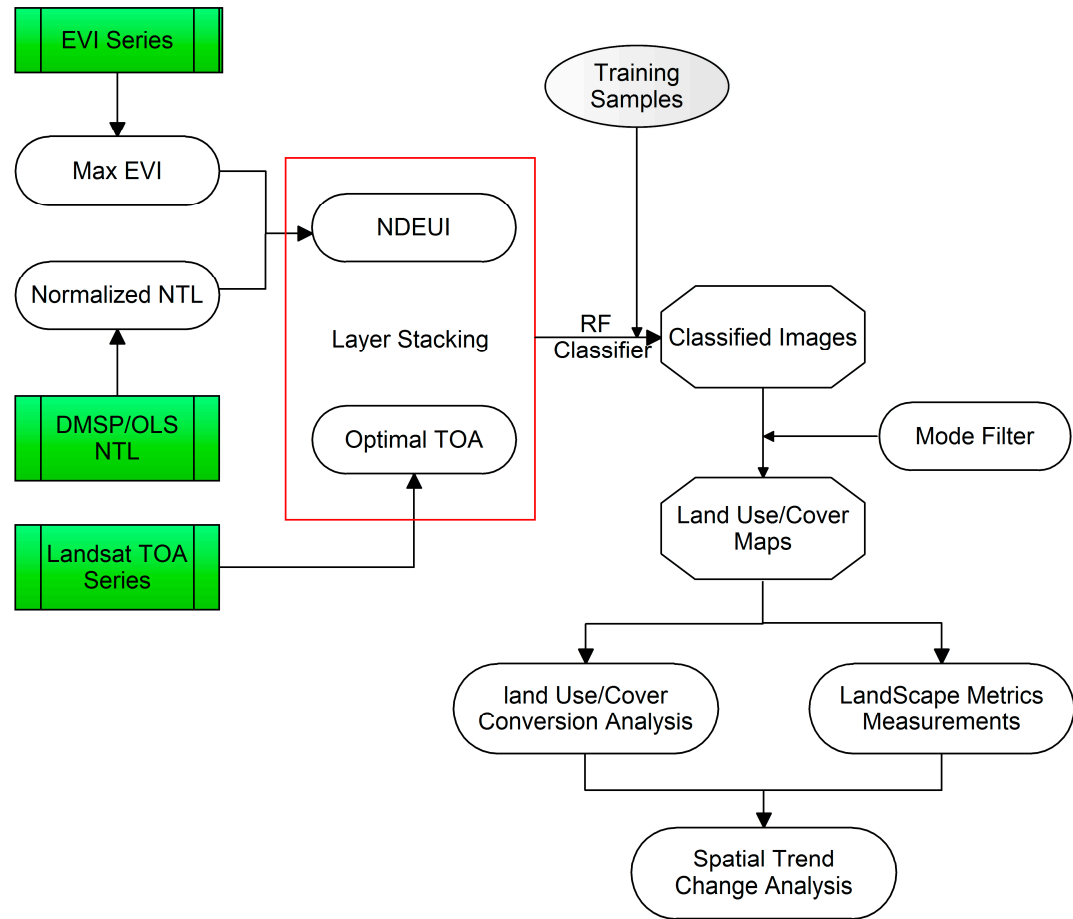 EVI Series
Training
Samples
Max EVI
NDEUI
Normalized NTL
Layer Stacking
RF
Classifier
Classified Images
DMSP/OLS
NTL
Optimal TOA
Mode Filter
Landsat TOA
Series
Land Use/Cover
Maps
land Use/Cover
Conversion Analysis
LandScape Metrics
Measurements
Spatial Trend
Change Analysis